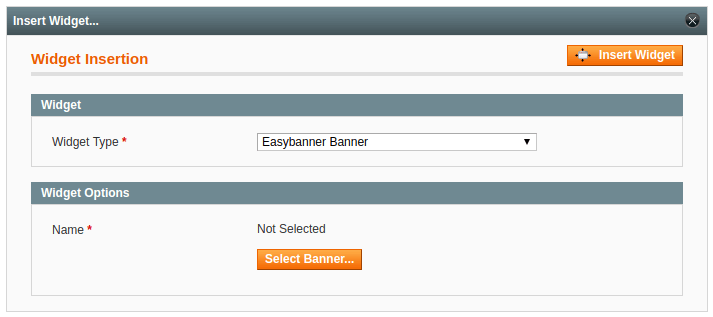 Insert Widget...
Widget Insertion
Insert Widget
Widget
Widget Type *
Easybanner Banner
Widget Options
Name *
Not Selected
Select Banner...